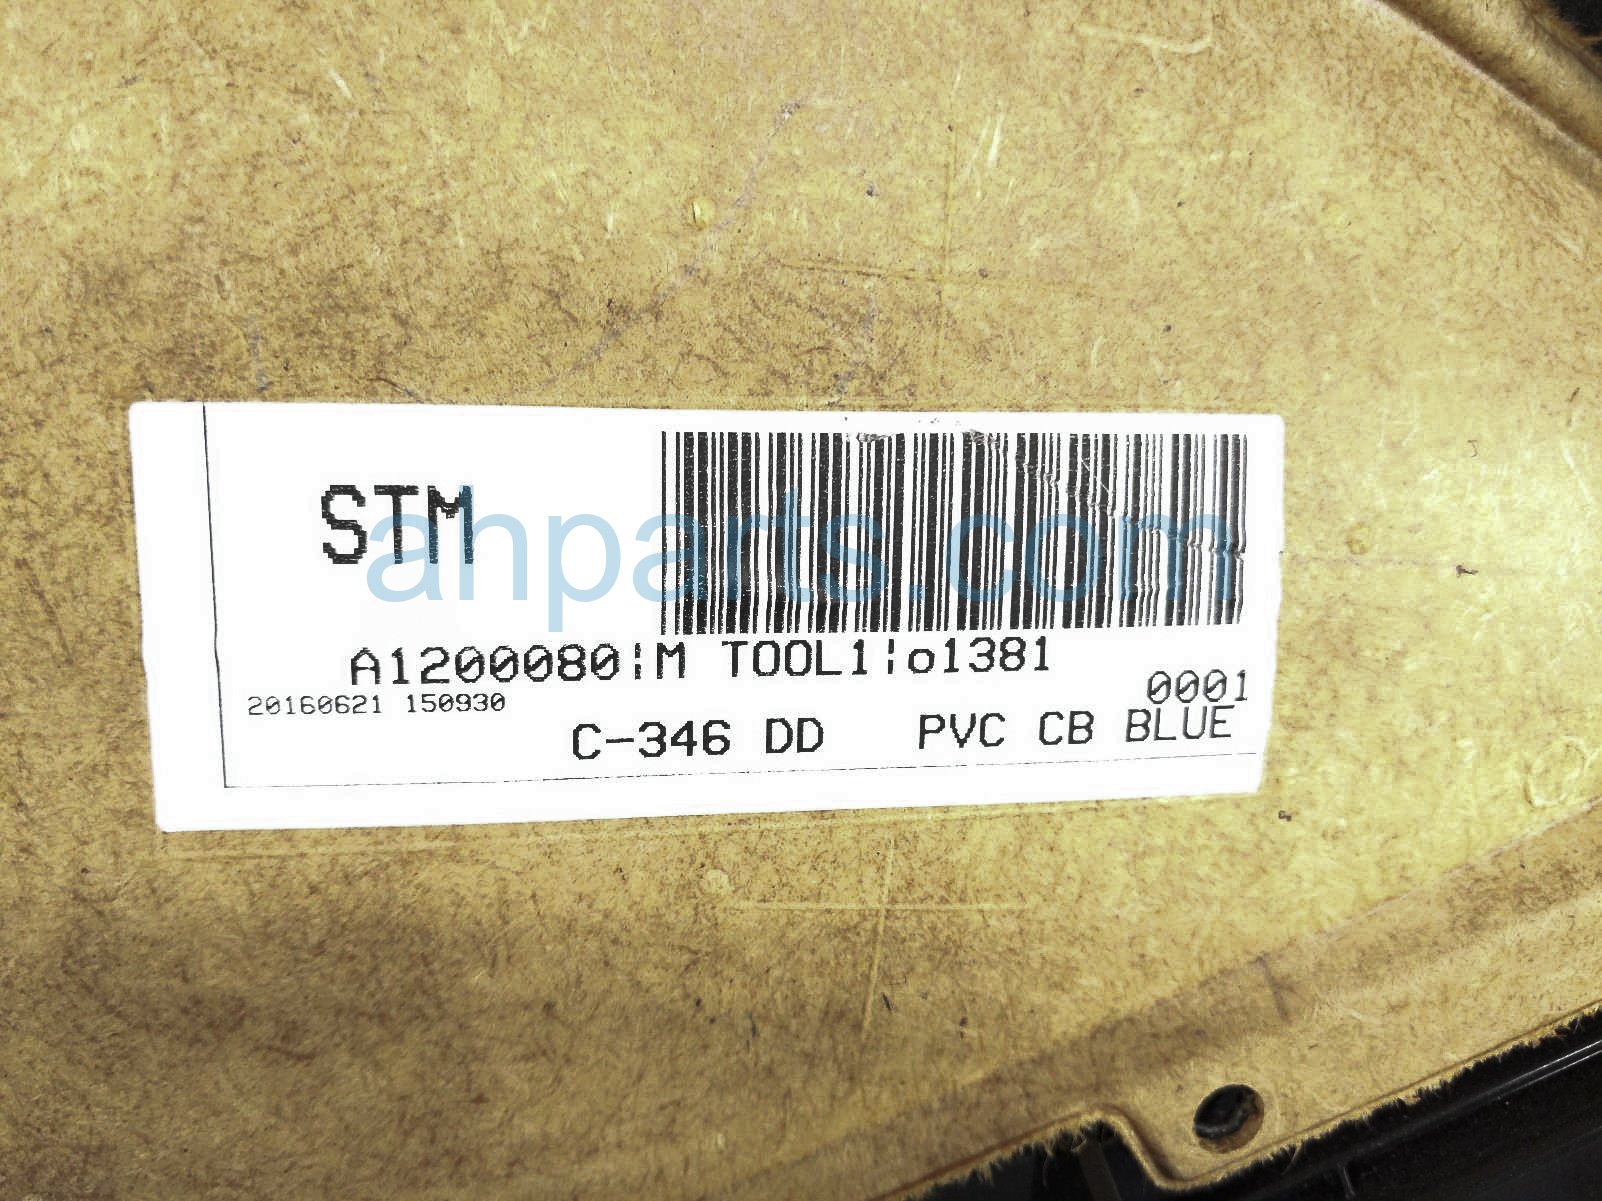 STM
ahparts.com
A1200080¦M TOOL1¦o1381
20160621 150930
0001
C-346 DD PVC CB BLUE